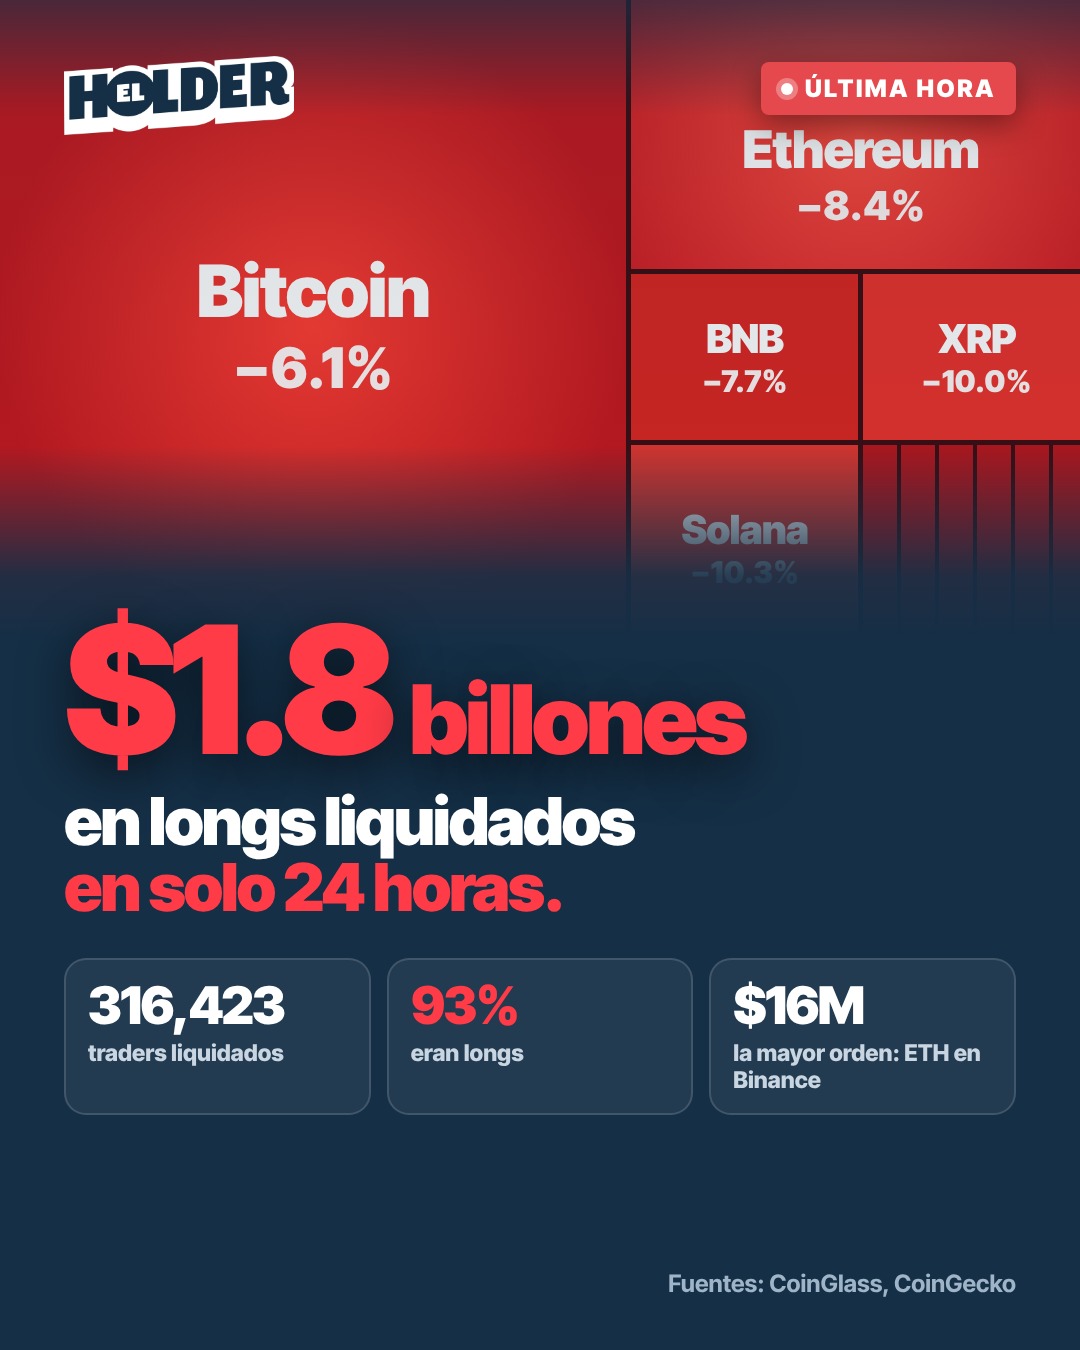 EL HOLDER
ÚLTIMA HORA
Bitcoin
−6.1%
Ethereum
−8.4%
BNB
−7.7%
XRP
−10.0%
Solana
−10.3%
$1.8 billones
en longs liquidados
en solo 24 horas.
316,423
traders liquidados
93%
eran longs
$16M
la mayor orden: ETH en
Binance
Fuentes: CoinGlass, CoinGecko